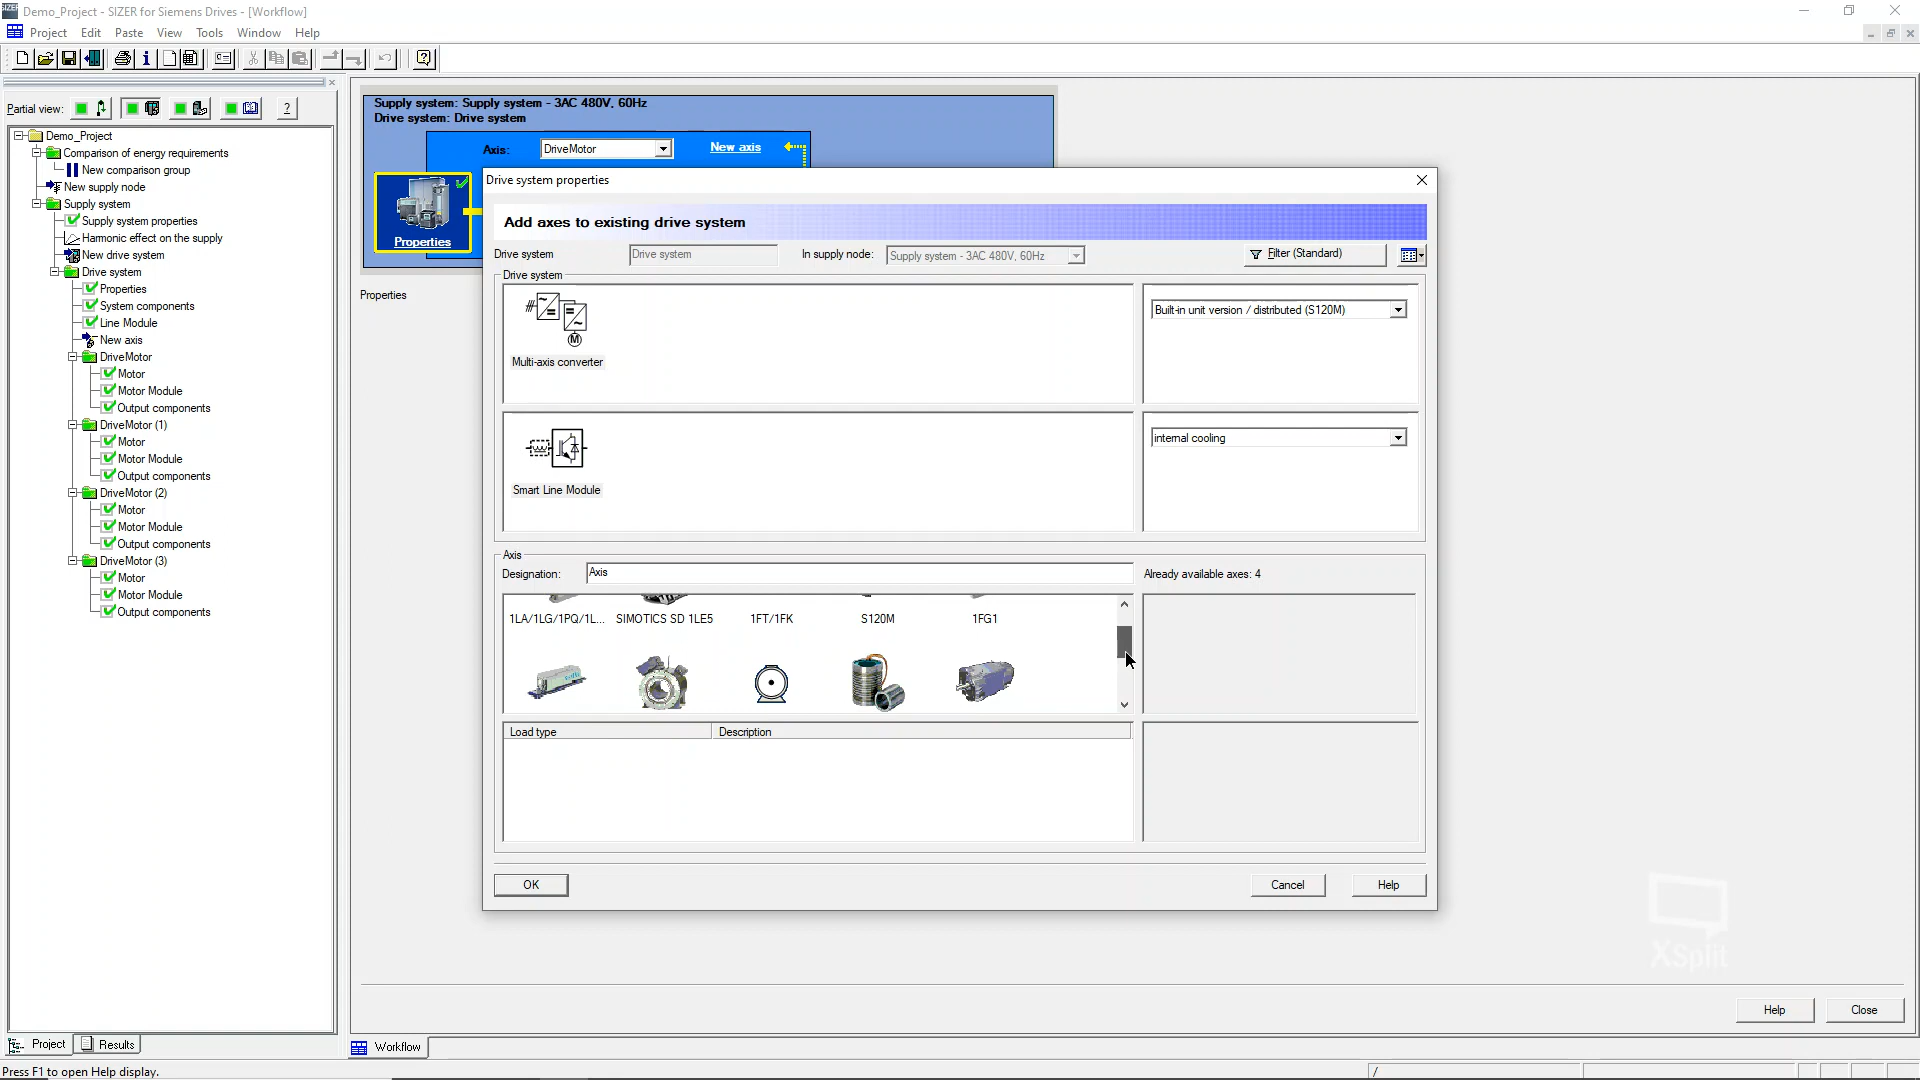 Demo_Project - SIZER for Siemens Drives - [Workflow]
Project Edit Paste View Tools Window Help
Partial view:
?
Demo_Project
Comparison of energy requirements
New comparison group
New supply node
Supply system
Supply system properties
Harmonic effect on the supply
New drive system
Drive system
Properties
System components
Line Module
New axis
DriveMotor
Motor
Motor Module
Output components
DriveMotor (1)
Motor
Motor Module
Output components
DriveMotor (2)
Motor
Motor Module
Output components
DriveMotor (3)
Motor
Motor Module
Output components
Project Results
Supply system: Supply system - 3AC 480V, 60Hz
Drive system: Drive system
Axis: DriveMotor New axis
Properties
Properties
Drive system properties
Add axes to existing drive system
Drive system Drive system In supply node: Supply system - 3AC 480V, 60Hz Filter (Standard)
Drive system
Multi-axis converter
Built-in unit version / distributed (S120M)
Smart Line Module
internal cooling
Axis
Designation: Axis Already available axes: 4
1LA/1LG/1PQ/1L... SIMOTICS SD 1LE5 1FT/1FK S120M 1FG1
Load type Description
OK Cancel Help
XSplit
Help Close
Workflow
Press F1 to open Help display.
/